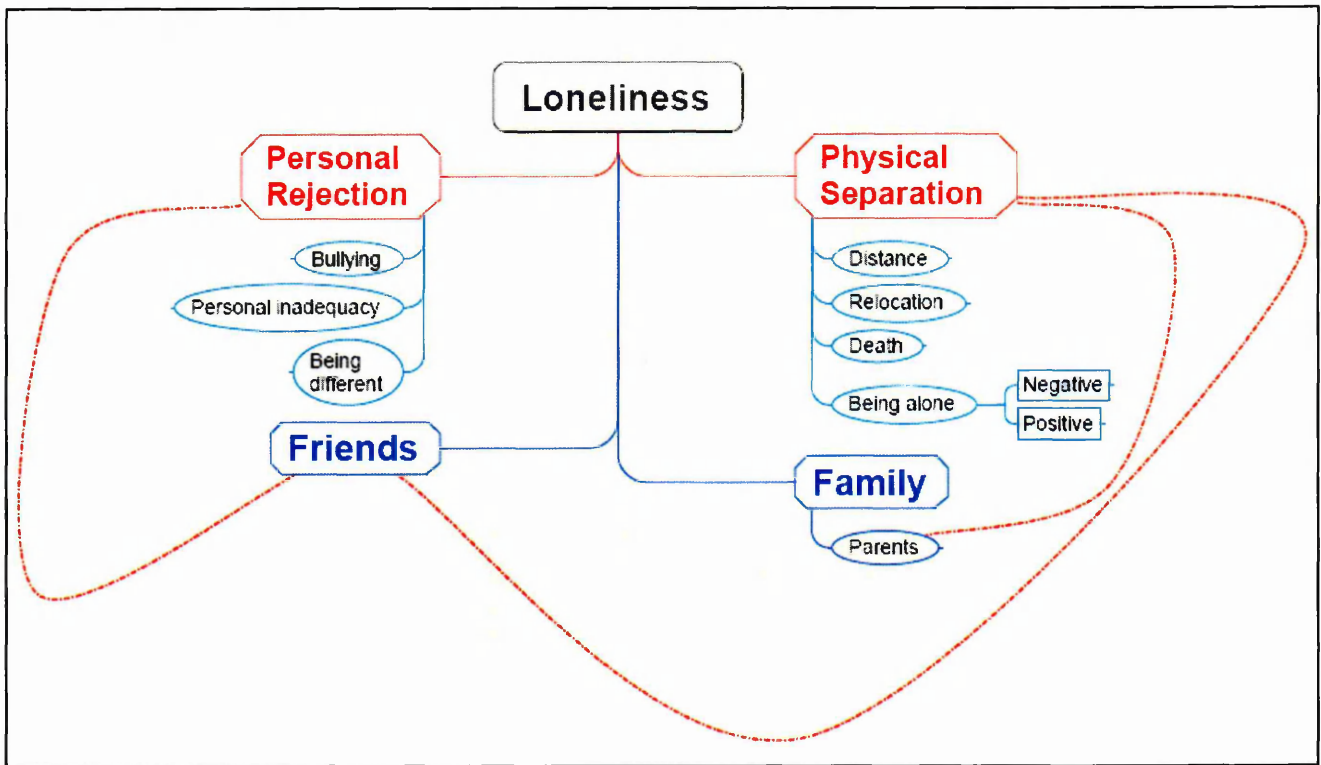 Loneliness
Personal
Rejection
Bullying
Personal inadequacy
Being
different
Friends
Physical
Separation
Distance
Relocation
Death
Being alone
Negative
Positive
Family
Parents